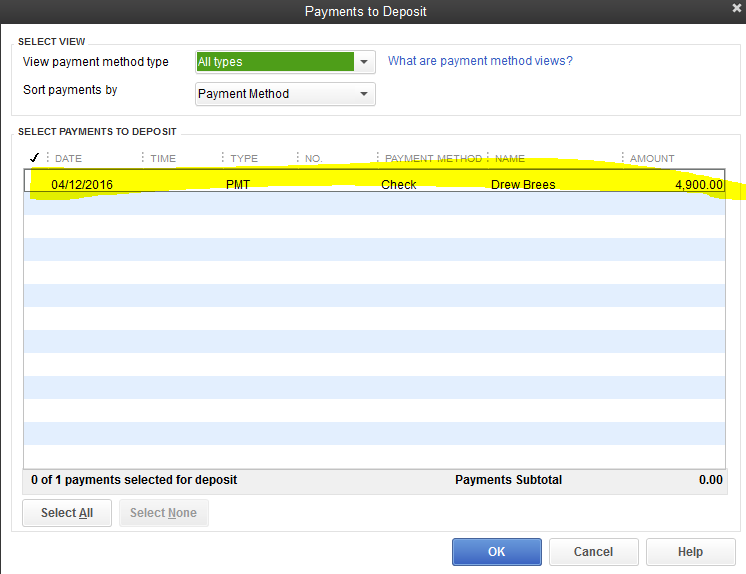 Payments to Deposit
SELECT VIEW
View payment method type All types What are payment method views?
Sort payments by Payment Method
SELECT PAYMENTS TO DEPOSIT
✓ DATE TIME TYPE NO. PAYMENT METHOD NAME AMOUNT
04/12/2016 PMT Check Drew Brees 4,900.00
0 of 1 payments selected for deposit Payments Subtotal 0.00
Select All Select None
OK Cancel Help